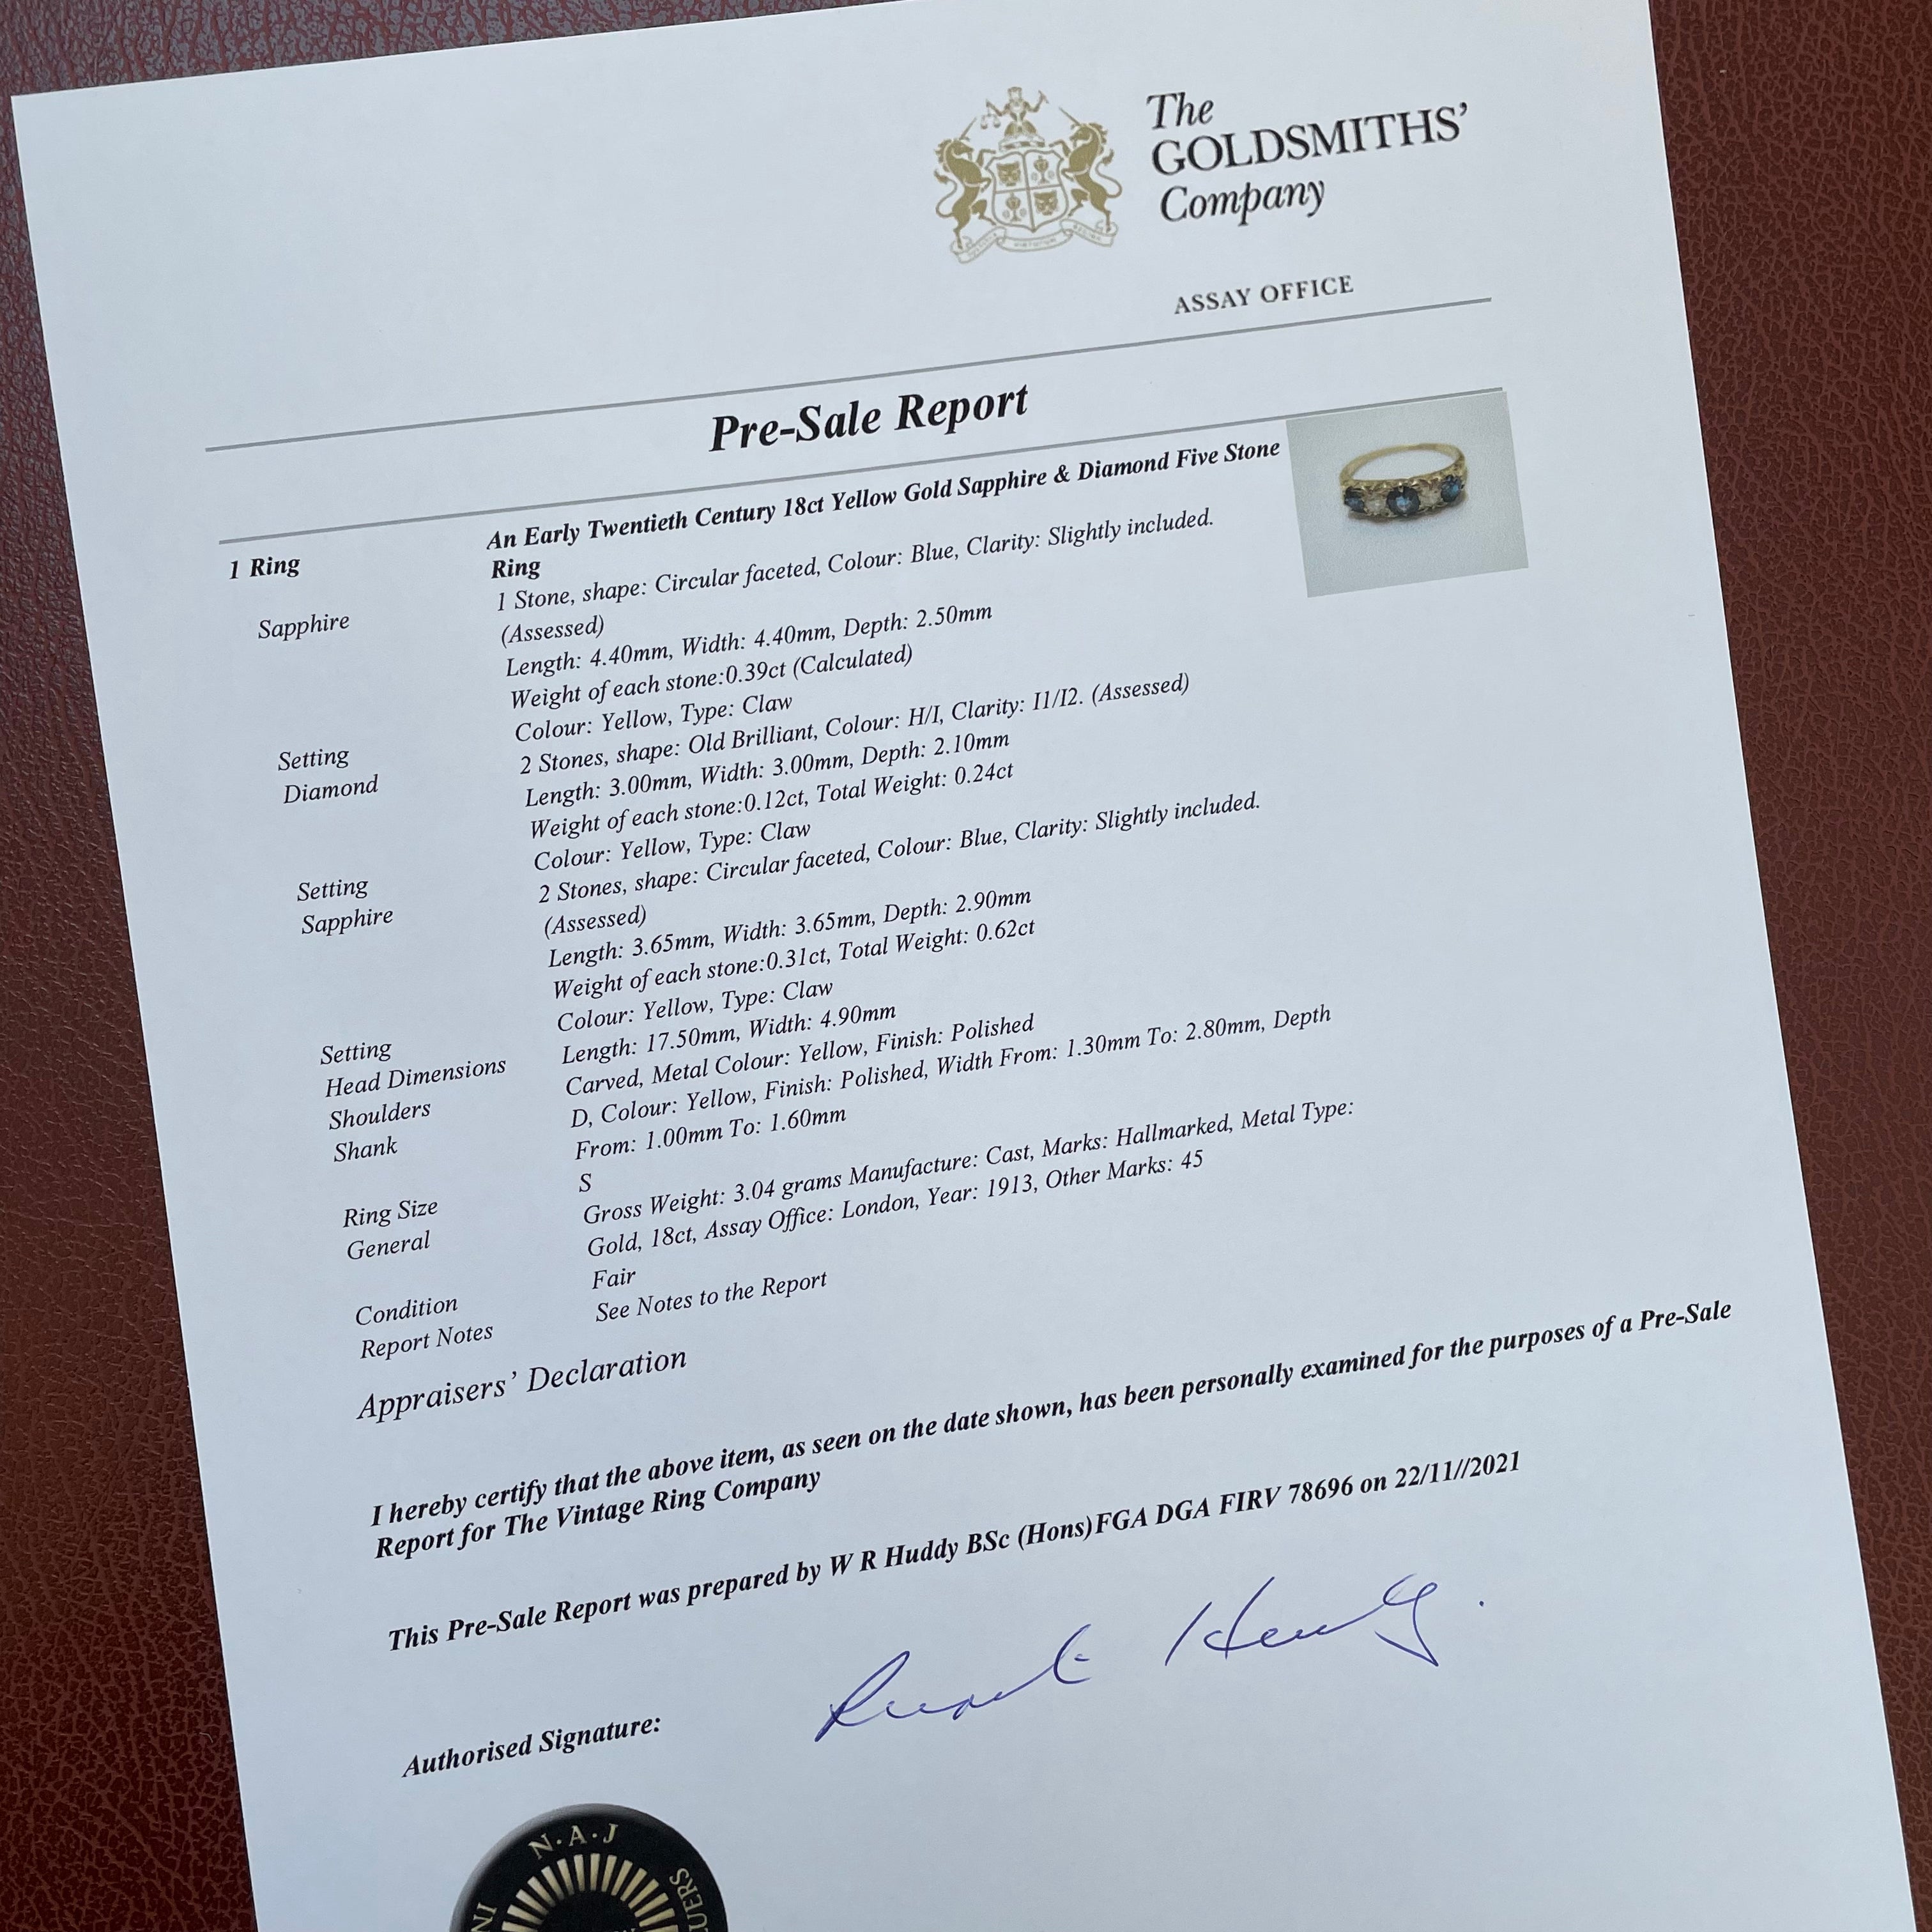 The
GOLDSMITHS'
Company
ASSAY OFFICE
Pre-Sale Report
1 Ring
An Early Twentieth Century 18ct Yellow Gold Sapphire & Diamond Five Stone
Ring
Sapphire
1 Stone, shape: Circular faceted, Colour: Blue, Clarity: Slightly included.
(Assessed)
Length: 4.40mm, Width: 4.40mm, Depth: 2.50mm
Weight of each stone:0.39ct (Calculated)
Setting
Colour: Yellow, Type: Claw
Diamond
2 Stones, shape: Old Brilliant, Colour: H/I, Clarity: I1/I2. (Assessed)
Length: 3.00mm, Width: 3.00mm, Depth: 2.10mm
Weight of each stone:0.12ct, Total Weight: 0.24ct
Setting
Colour: Yellow, Type: Claw
Sapphire
2 Stones, shape: Circular faceted, Colour: Blue, Clarity: Slightly included.
(Assessed)
Length: 3.65mm, Width: 3.65mm, Depth: 2.90mm
Weight of each stone:0.31ct, Total Weight: 0.62ct
Setting
Colour: Yellow, Type: Claw
Head Dimensions
Length: 17.50mm, Width: 4.90mm
Shoulders
Carved, Metal Colour: Yellow, Finish: Polished
Shank
D, Colour: Yellow, Finish: Polished, Width From: 1.30mm To: 2.80mm, Depth
From: 1.00mm To: 1.60mm
Ring Size
S
General
Gross Weight: 3.04 grams Manufacture: Cast, Marks: Hallmarked, Metal Type:
Gold, 18ct, Assay Office: London, Year: 1913, Other Marks: 45
Condition
Fair
Report Notes
See Notes to the Report
Appraisers' Declaration
I hereby certify that the above item, as seen on the date shown, has been personally examined for the purposes of a Pre-Sale
Report for The Vintage Ring Company
This Pre-Sale Report was prepared by W R Huddy BSc (Hons)FGA DGA FIRV 78696 on 22/11//2021
Authorised Signature:
N.A.J